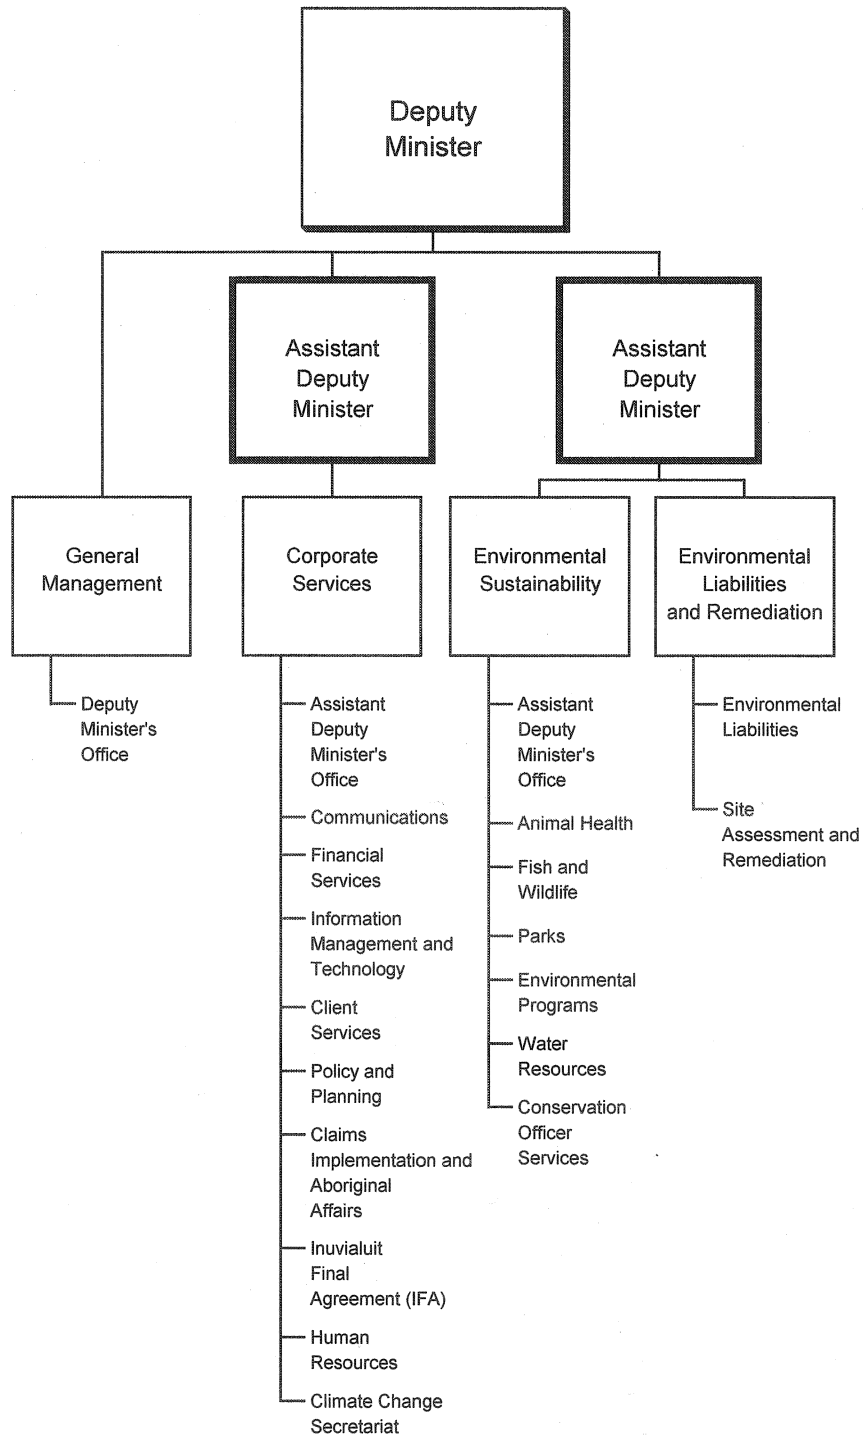 Deputy
Minister
Assistant
Deputy
Minister
Assistant
Deputy
Minister
General
Management
Corporate
Services
Environmental
Sustainability
Environmental
Liabilities
and Remediation
Deputy
Minister's
Office
Assistant
Deputy
Minister's
Office
Communications
Financial
Services
Information
Management and
Technology
Client
Services
Policy and
Planning
Claims
Implementation and
Aboriginal
Affairs
Inuvialuit
Final
Agreement (IFA)
Human
Resources
Climate Change
Secretariat
Assistant
Deputy
Minister's
Office
Animal Health
Fish and
Wildlife
Parks
Environmental
Programs
Water
Resources
Conservation
Officer
Services
Environmental
Liabilities
Site
Assessment and
Remediation